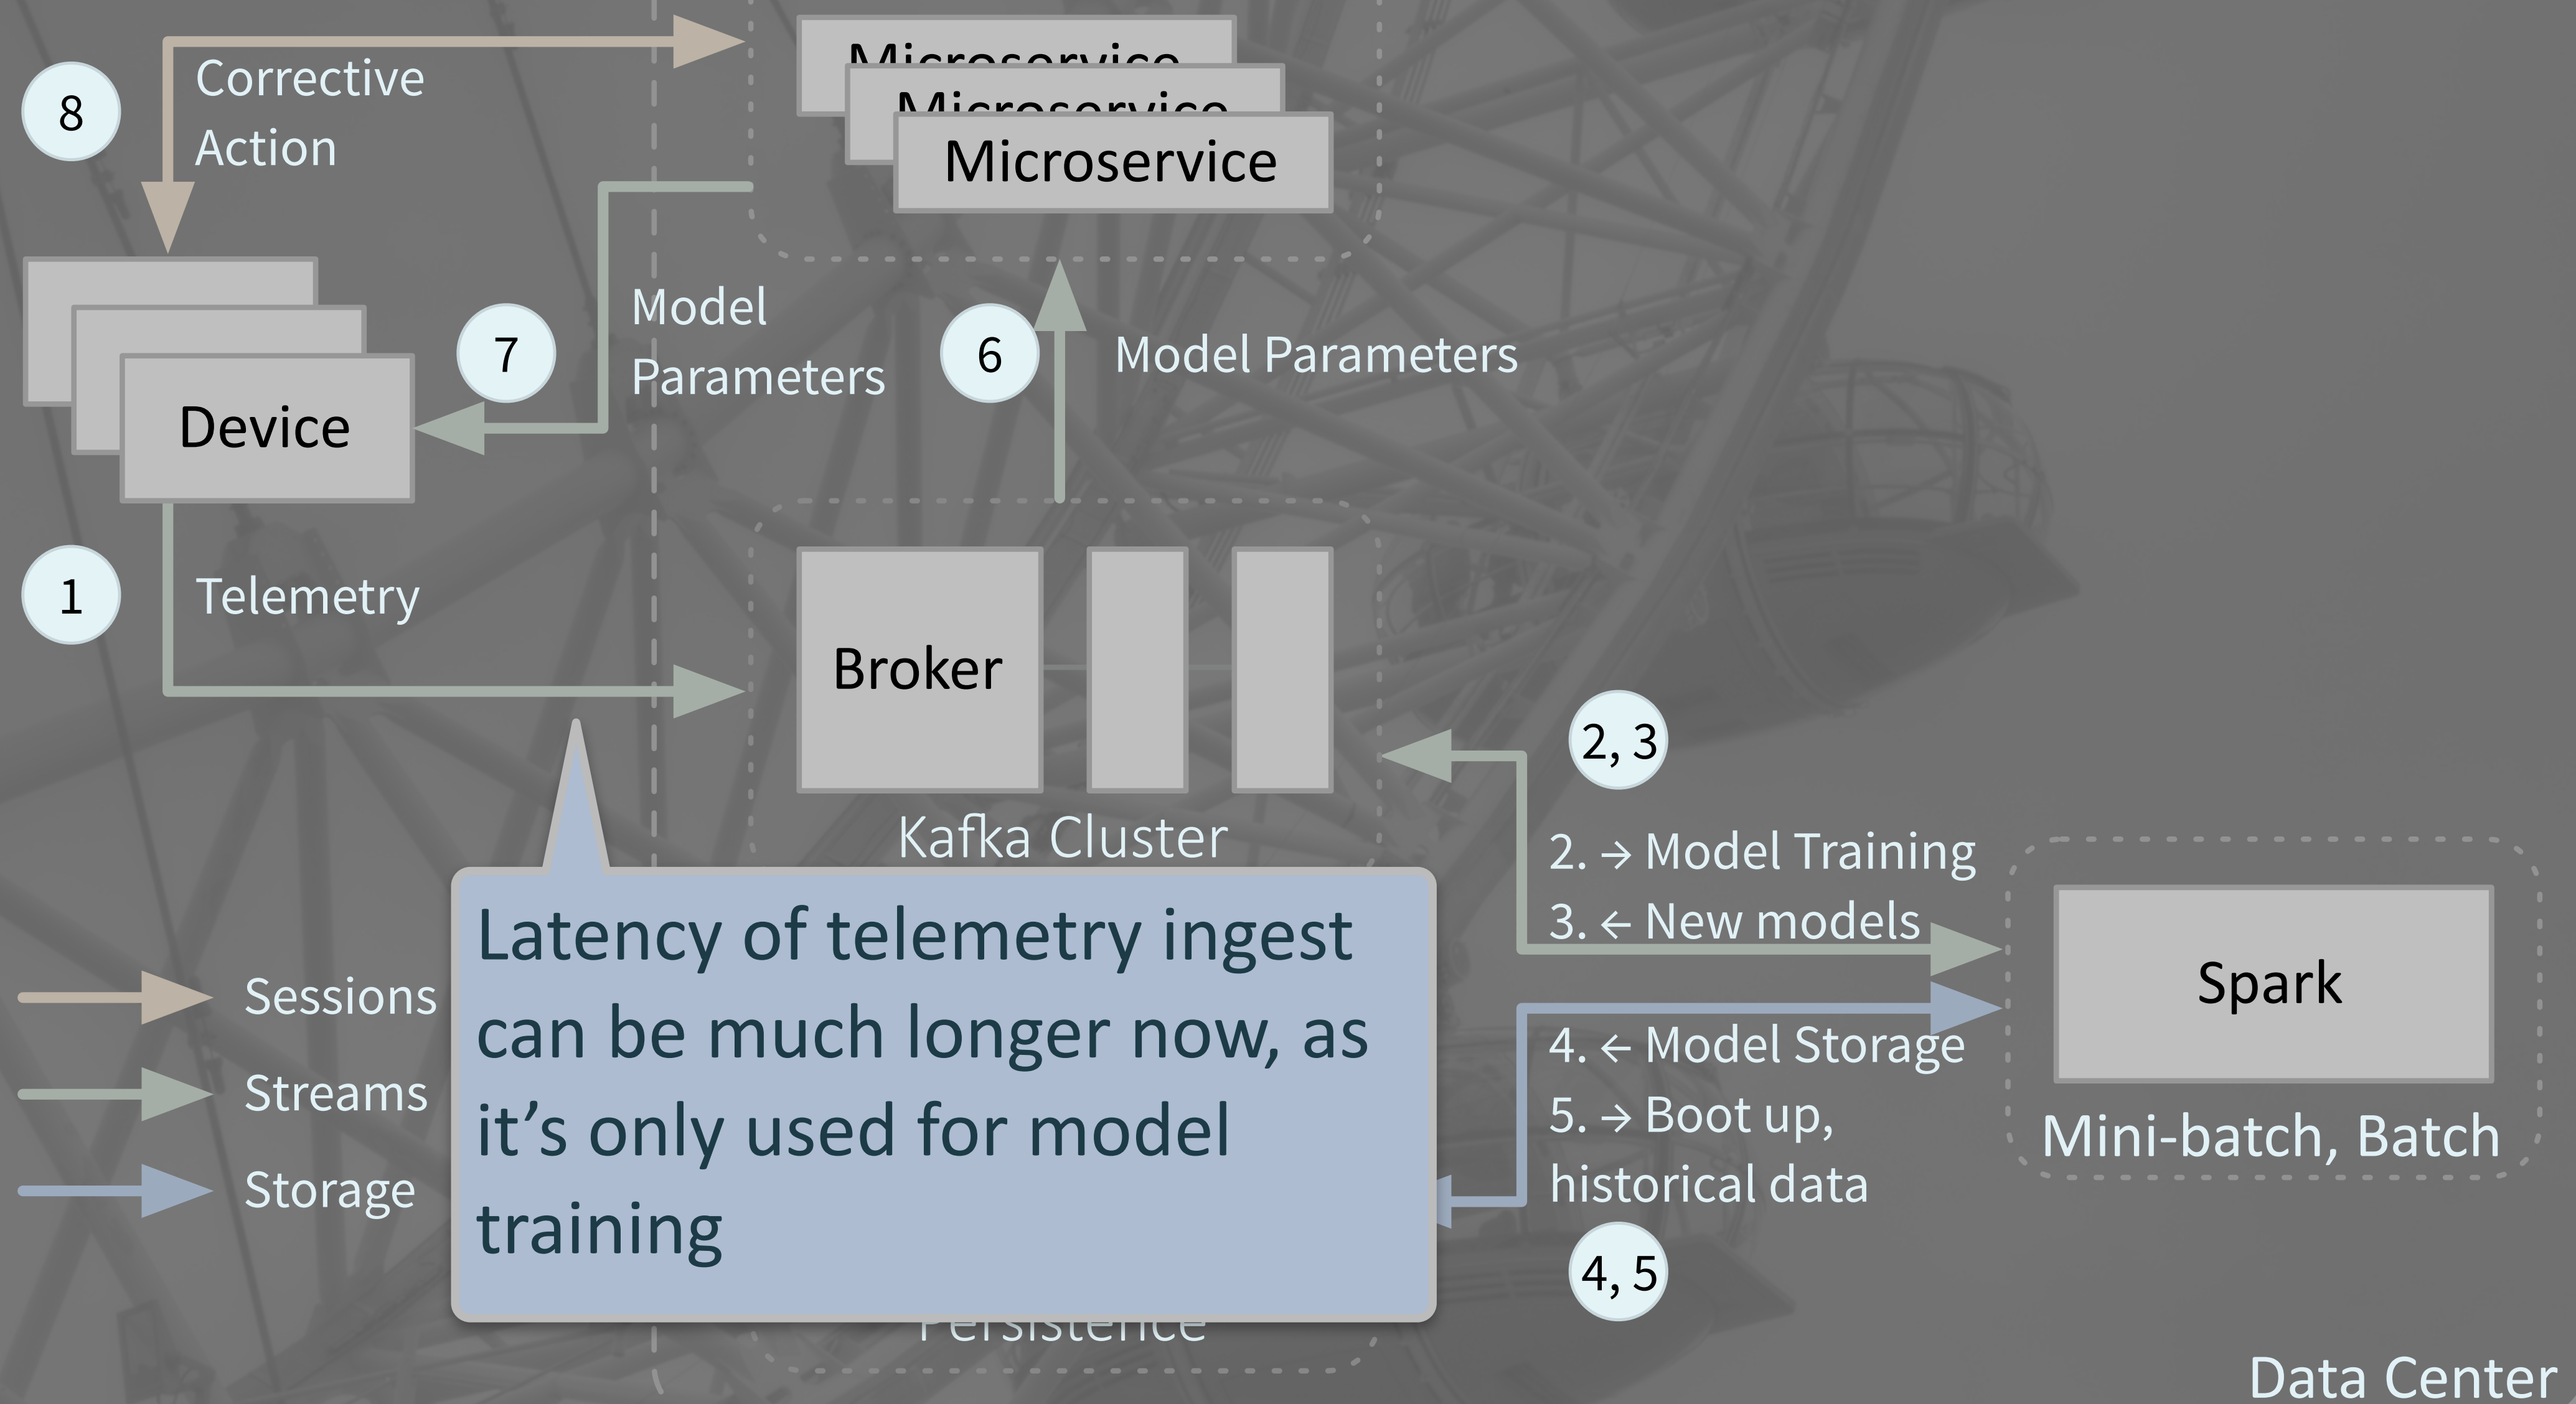 Microservice
Microservice
Microservice
8
Corrective
Action
Model
Parameters
7
6
Model Parameters
Device
1
Telemetry
Broker
Kafka Cluster
2, 3
2. → Model Training
3. ← New models
Spark
Mini-batch, Batch
4. ← Model Storage
5. → Boot up,
historical data
4, 5
Latency of telemetry ingest
can be much longer now, as
it’s only used for model
training
Sessions
Streams
Storage
Persistence
Data Center